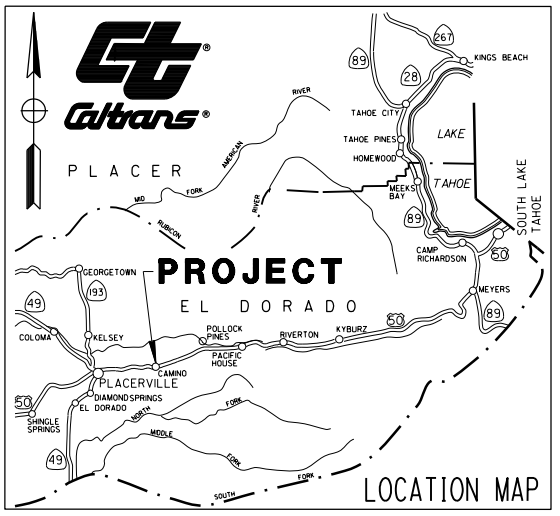 267
KINGS BEACH
89
28
Ct®
Caltrans®
TAHOE CITY
RIVER
AMERICAN
FORK
MID
TAHOE PINES
HOMEWOOD
LAKE
TAHOE
PLACER
MEEKS
BAY
RIVER
RUBICON
89
SOUTH LAKE
TAHOE
CAMP
RICHARDSON
50
PROJECT
GEORGETOWN
193
49
EL DORADO
MEYERS
89
50
COLOMA
KELSEY
POLLOCK
PINES
RIVERTON
KYBURZ
PACIFIC
HOUSE
CAMINO
PLACERVILLE
DIAMOND SPRINGS
EL DORADO
50
SHINGLE
SPRINGS
NORTH
FORK
MIDDLE
FORK
49
SOUTH
FORK
LOCATION MAP